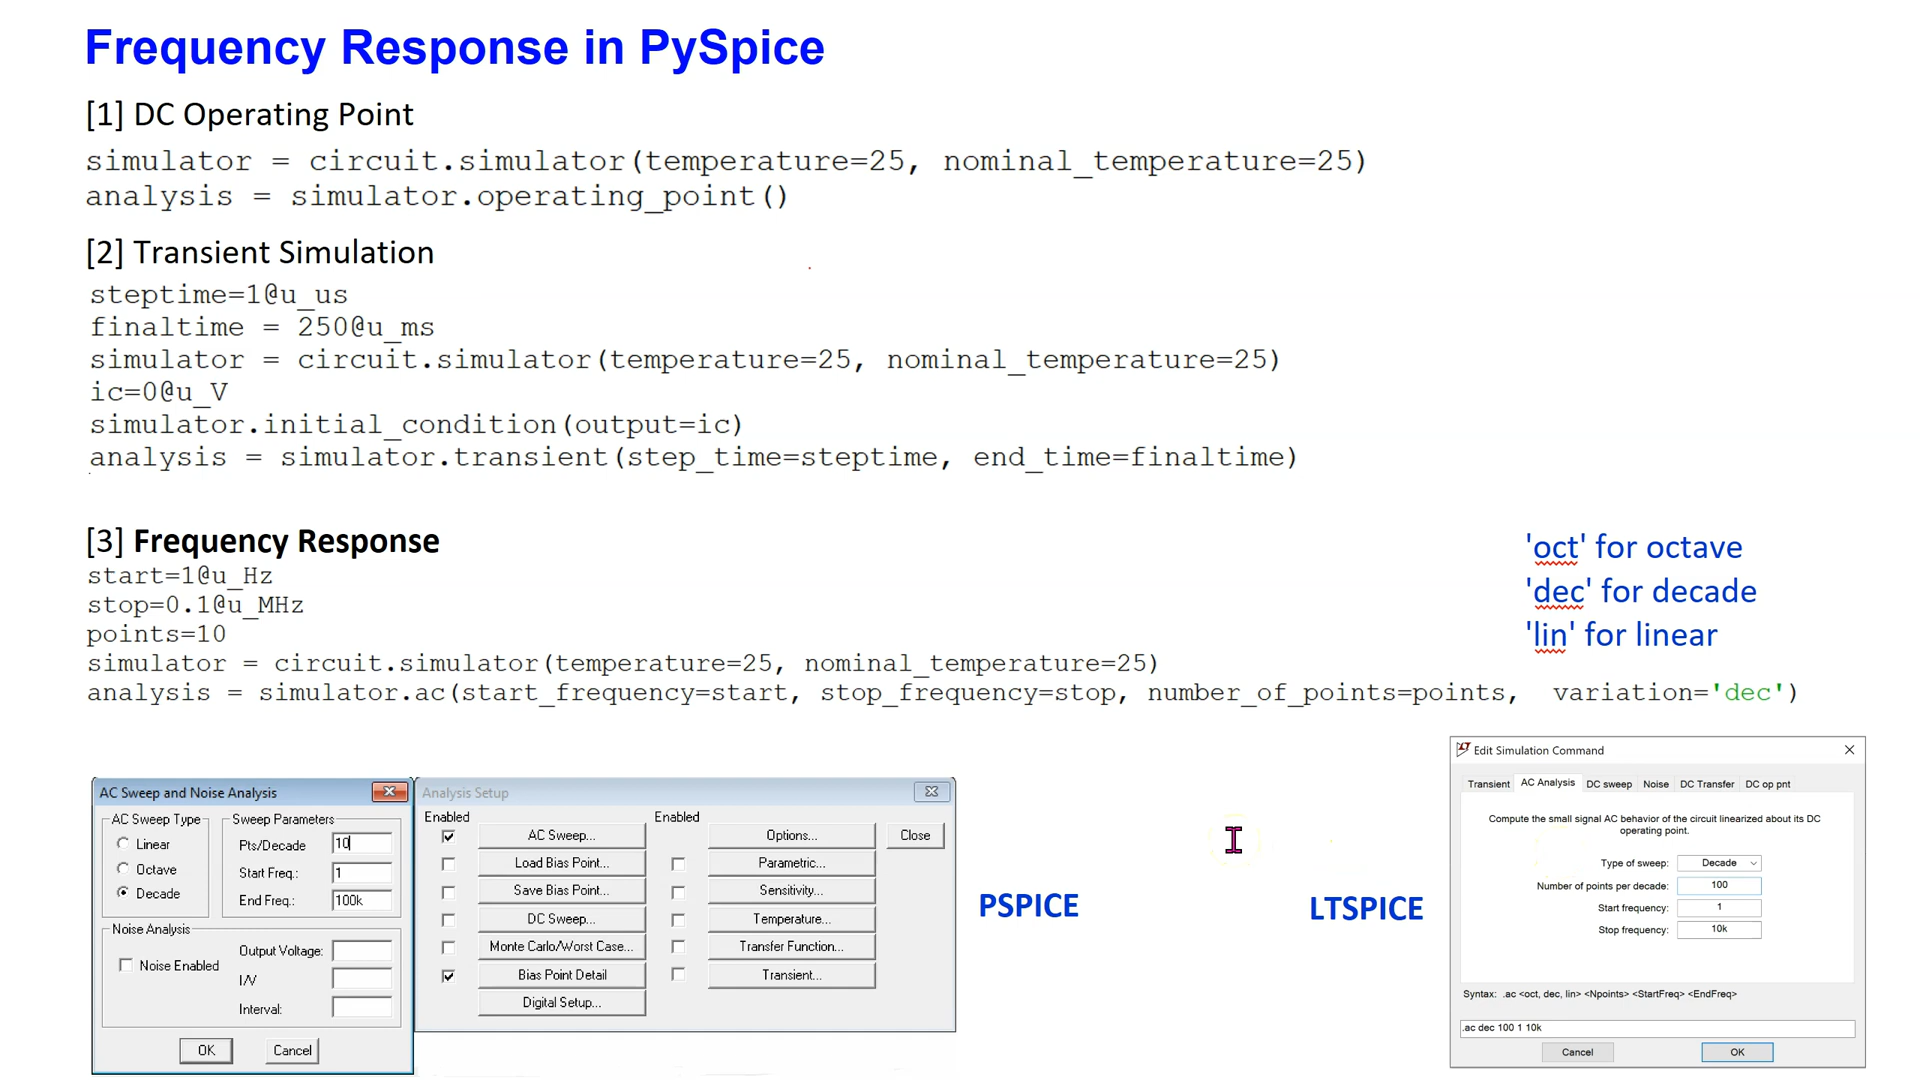 Frequency Response in PySpice
[1] DC Operating Point
simulator = circuit.simulator(temperature=25, nominal_temperature=25)
analysis = simulator.operating_point()
[2] Transient Simulation
steptime=1@u_us
finaltime = 250@u_ms
simulator = circuit.simulator(temperature=25, nominal_temperature=25)
ic=0@u_V
simulator.initial_condition(output=ic)
analysis = simulator.transient(step_time=steptime, end_time=finaltime)
[3] Frequency Response
start=1@u_Hz
stop=0.1@u_MHz
points=10
simulator = circuit.simulator(temperature=25, nominal_temperature=25)
analysis = simulator.ac(start_frequency=start, stop_frequency=stop, number_of_points=points,  variation='dec')
'oct' for octave
'dec' for decade
'lin' for linear
AC Sweep and Noise Analysis
AC Sweep Type
Linear
Octave
Decade
Sweep Parameters
Pts/Decade 10
Start Freq.: 1
End Freq.: 100k
Noise Analysis
Noise Enabled
Output Voltage:
I/V
Interval:
OK Cancel
Analysis Setup
Enabled Enabled
AC Sweep... Options... Close
Load Bias Point... Parametric...
Save Bias Point... Sensitivity...
DC Sweep... Temperature...
Monte Carlo/Worst Case... Transfer Function...
Bias Point Detail Transient...
Digital Setup...
PSPICE
LTSPICE
Edit Simulation Command
Transient AC Analysis DC sweep Noise DC Transfer DC op pnt
Compute the small signal AC behavior of the circuit linearized about its DC
operating point.
Type of sweep: Decade
Number of points per decade: 100
Start frequency: 1
Stop frequency: 10k
Syntax: .ac <oct, dec, lin> <Npoints> <StartFreq> <EndFreq>
.ac dec 100 1 10k
Cancel OK